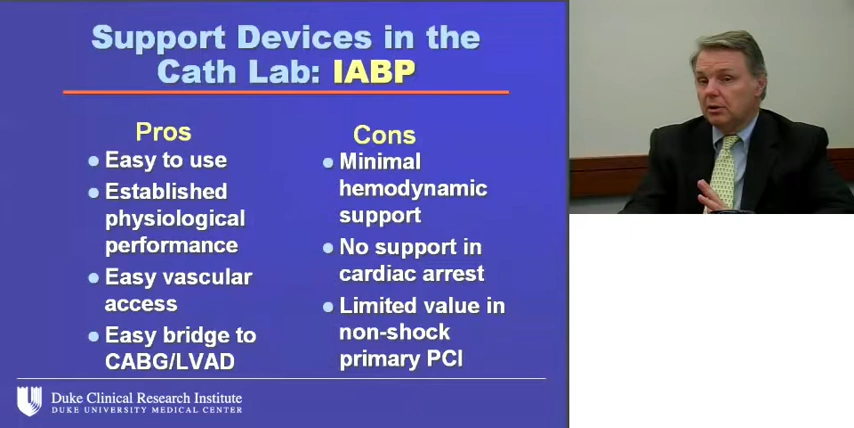 Support Devices in the
Cath Lab: IABP
Pros
• Easy to use
• Established
physiological
performance
• Easy vascular
access
• Easy bridge to
CABG/LVAD
Cons
• Minimal
hemodynamic
support
• No support in
cardiac arrest
• Limited value in
non-shock
primary PCI
Duke Clinical Research Institute
DUKE UNIVERSITY MEDICAL CENTER